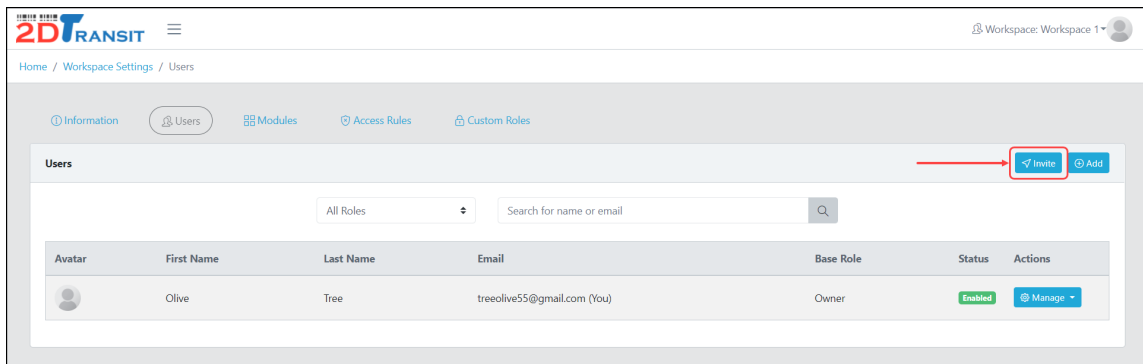 2DTRANSIT
Workspace: Workspace 1
Home / Workspace Settings / Users
Information Users Modules Access Rules Custom Roles
Users Invite Add
All Roles Search for name or email
Avatar First Name Last Name Email Base Role Status Actions
Olive Tree treeolive55@gmail.com (You) Owner Enabled Manage